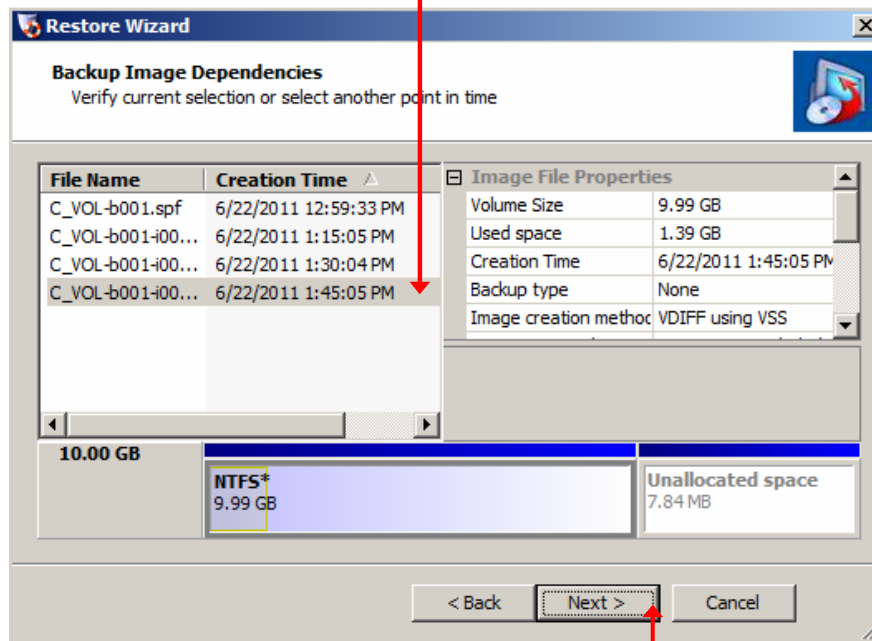 Restore Wizard
Backup Image Dependencies
Verify current selection or select another point in time
File Name Creation Time
C_VOL-b001.spf 6/22/2011 12:59:33 PM
C_VOL-b001-i00... 6/22/2011 1:15:05 PM
C_VOL-b001-i00... 6/22/2011 1:30:04 PM
C_VOL-b001-i00... 6/22/2011 1:45:05 PM
Image File Properties
Volume Size 9.99 GB
Used space 1.39 GB
Creation Time 6/22/2011 1:45:05 PM
Backup type None
Image creation method VDIFF using VSS
10.00 GB
NTFS*
9.99 GB
Unallocated space
7.84 MB
< Back Next > Cancel